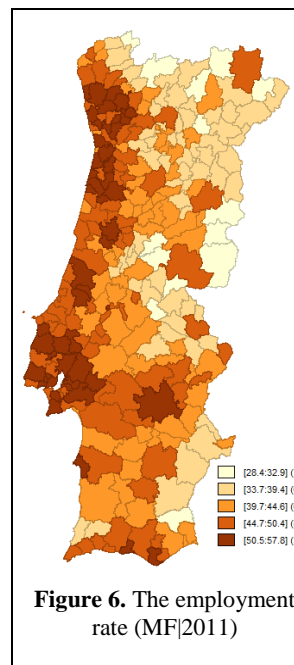 [28.4:32.9] (
[33.7:39.4] (
[39.7:44.6] (
[44.7:50.4] (
[50.5:57.8] (
Figure 6. The employment
rate (MF|2011)